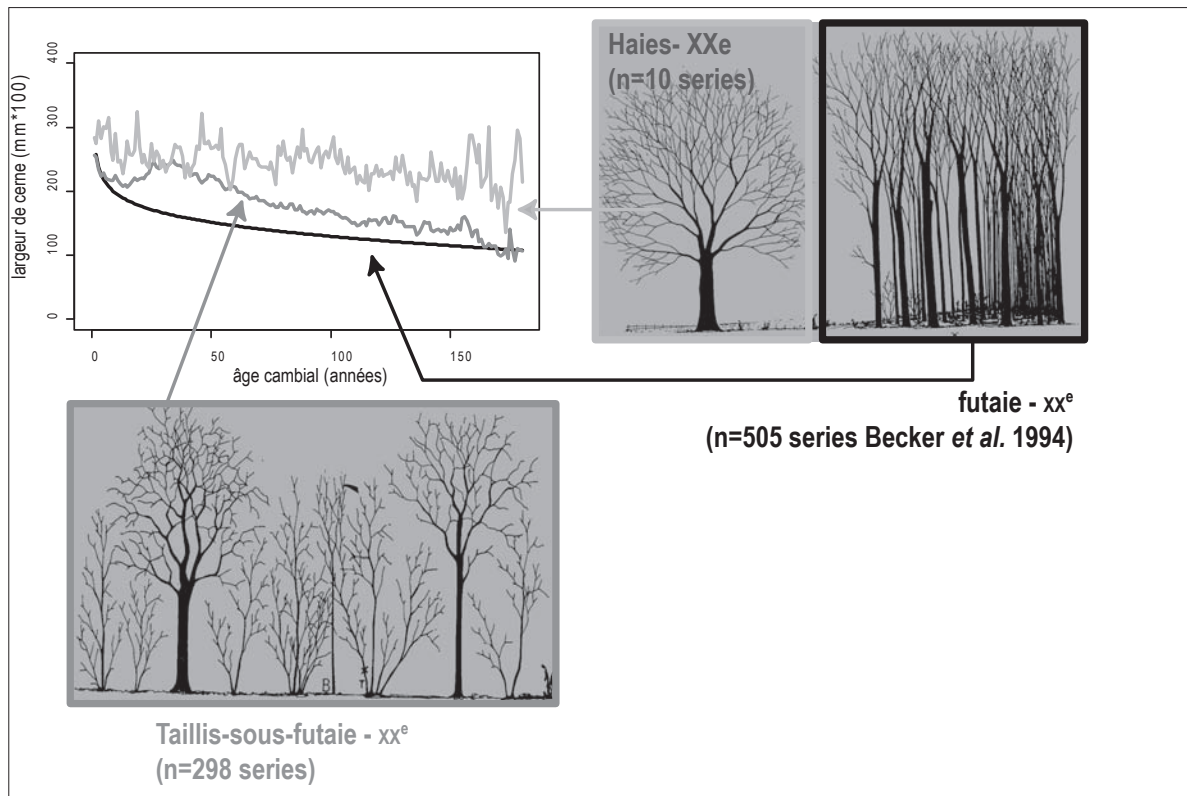 400
300
200
100
0
largeur de cerne (mm*100)
0 50 100 150
âge cambial (années)
Haies- XXe
(n=10 series)
futaie - XXᵉ
(n=505 series Becker et al. 1994)
B
T
Taillis-sous-futaie - XXᵉ
(n=298 series)